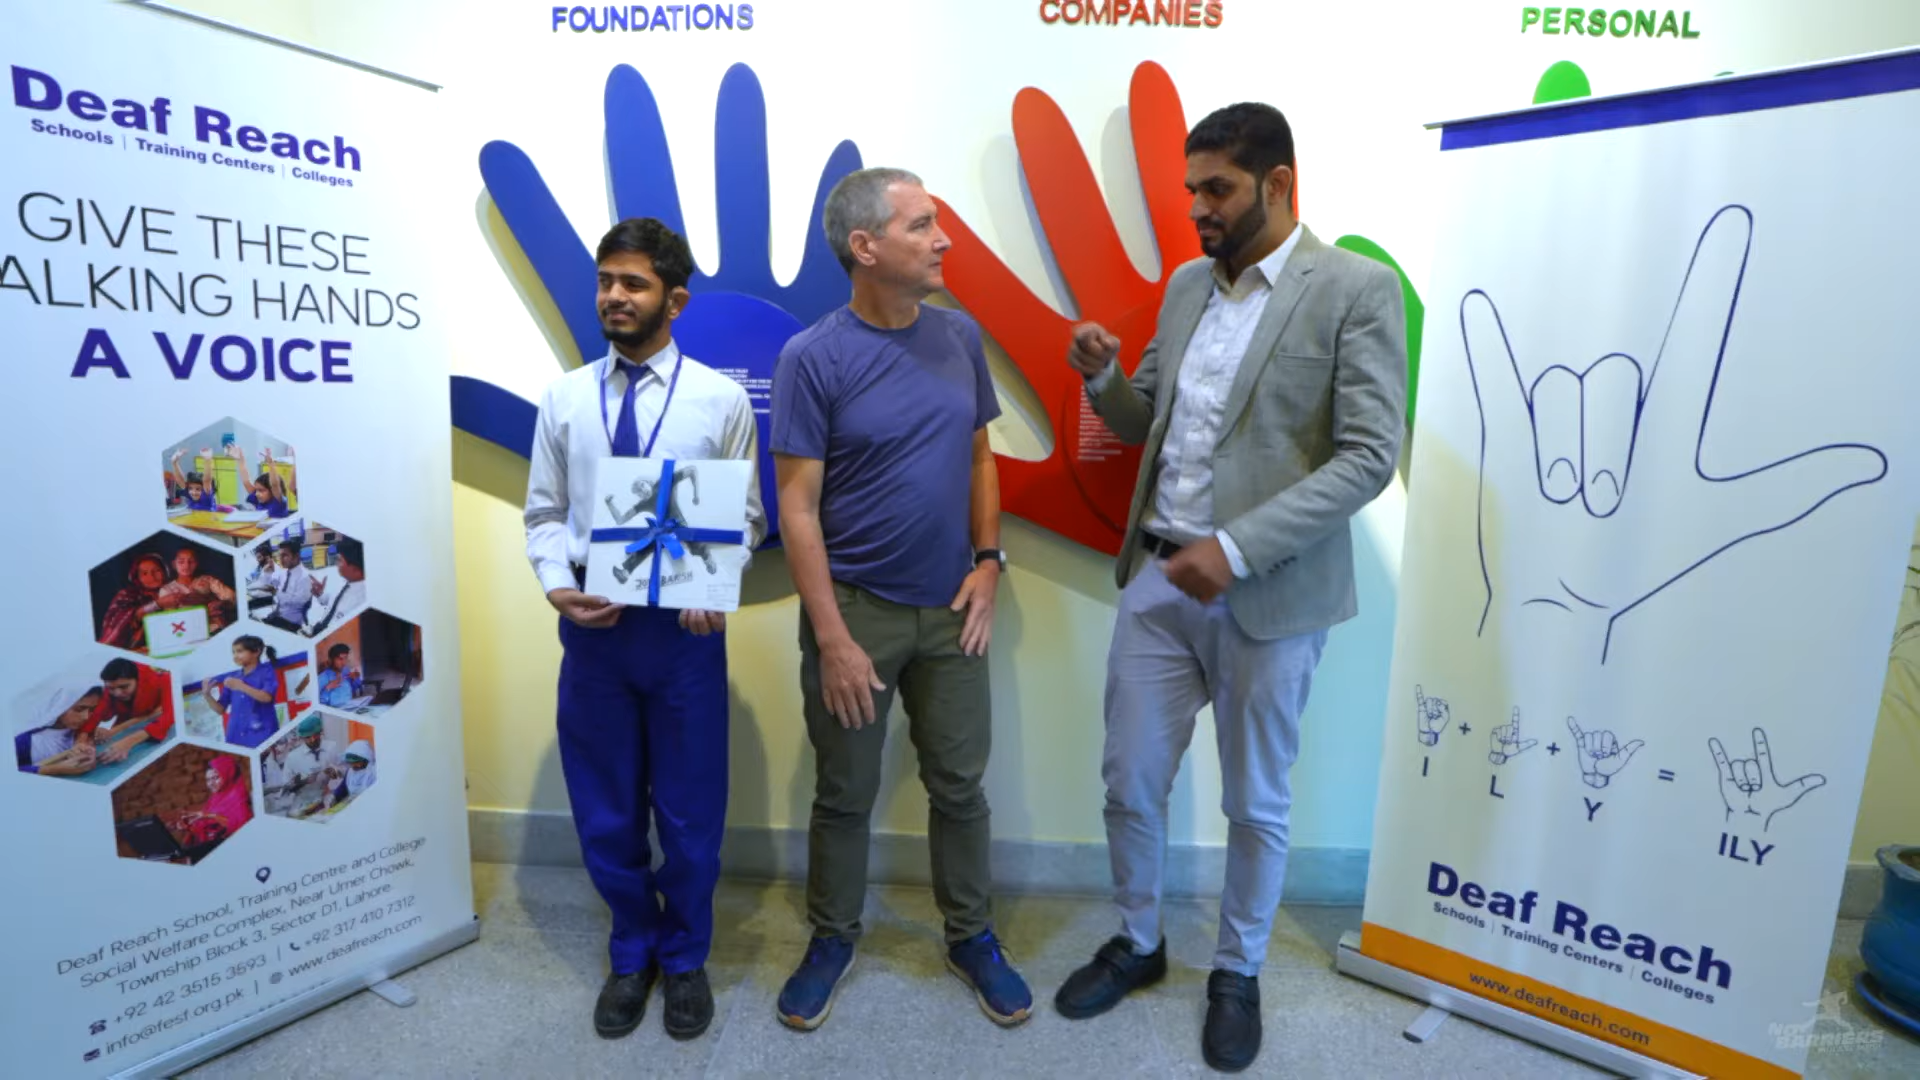 FOUNDATIONS
COMPANIES
PERSONAL
Deaf Reach
Schools | Training Centers | Colleges
GIVE THESE
ALKING HANDS
A VOICE
Deaf Reach School, Training Centre and College
Social Welfare Complex, Near Umer Chowk,
Township Block 3, Sector D1, Lahore.
+92 42 3515 3593 | +92 317 410 7312
info@fesf.org.pk | www.deafreach.com
I + L + Y = ILY
Deaf Reach
Schools | Training Centers | Colleges
www.deafreach.com
NO
BARRIERS